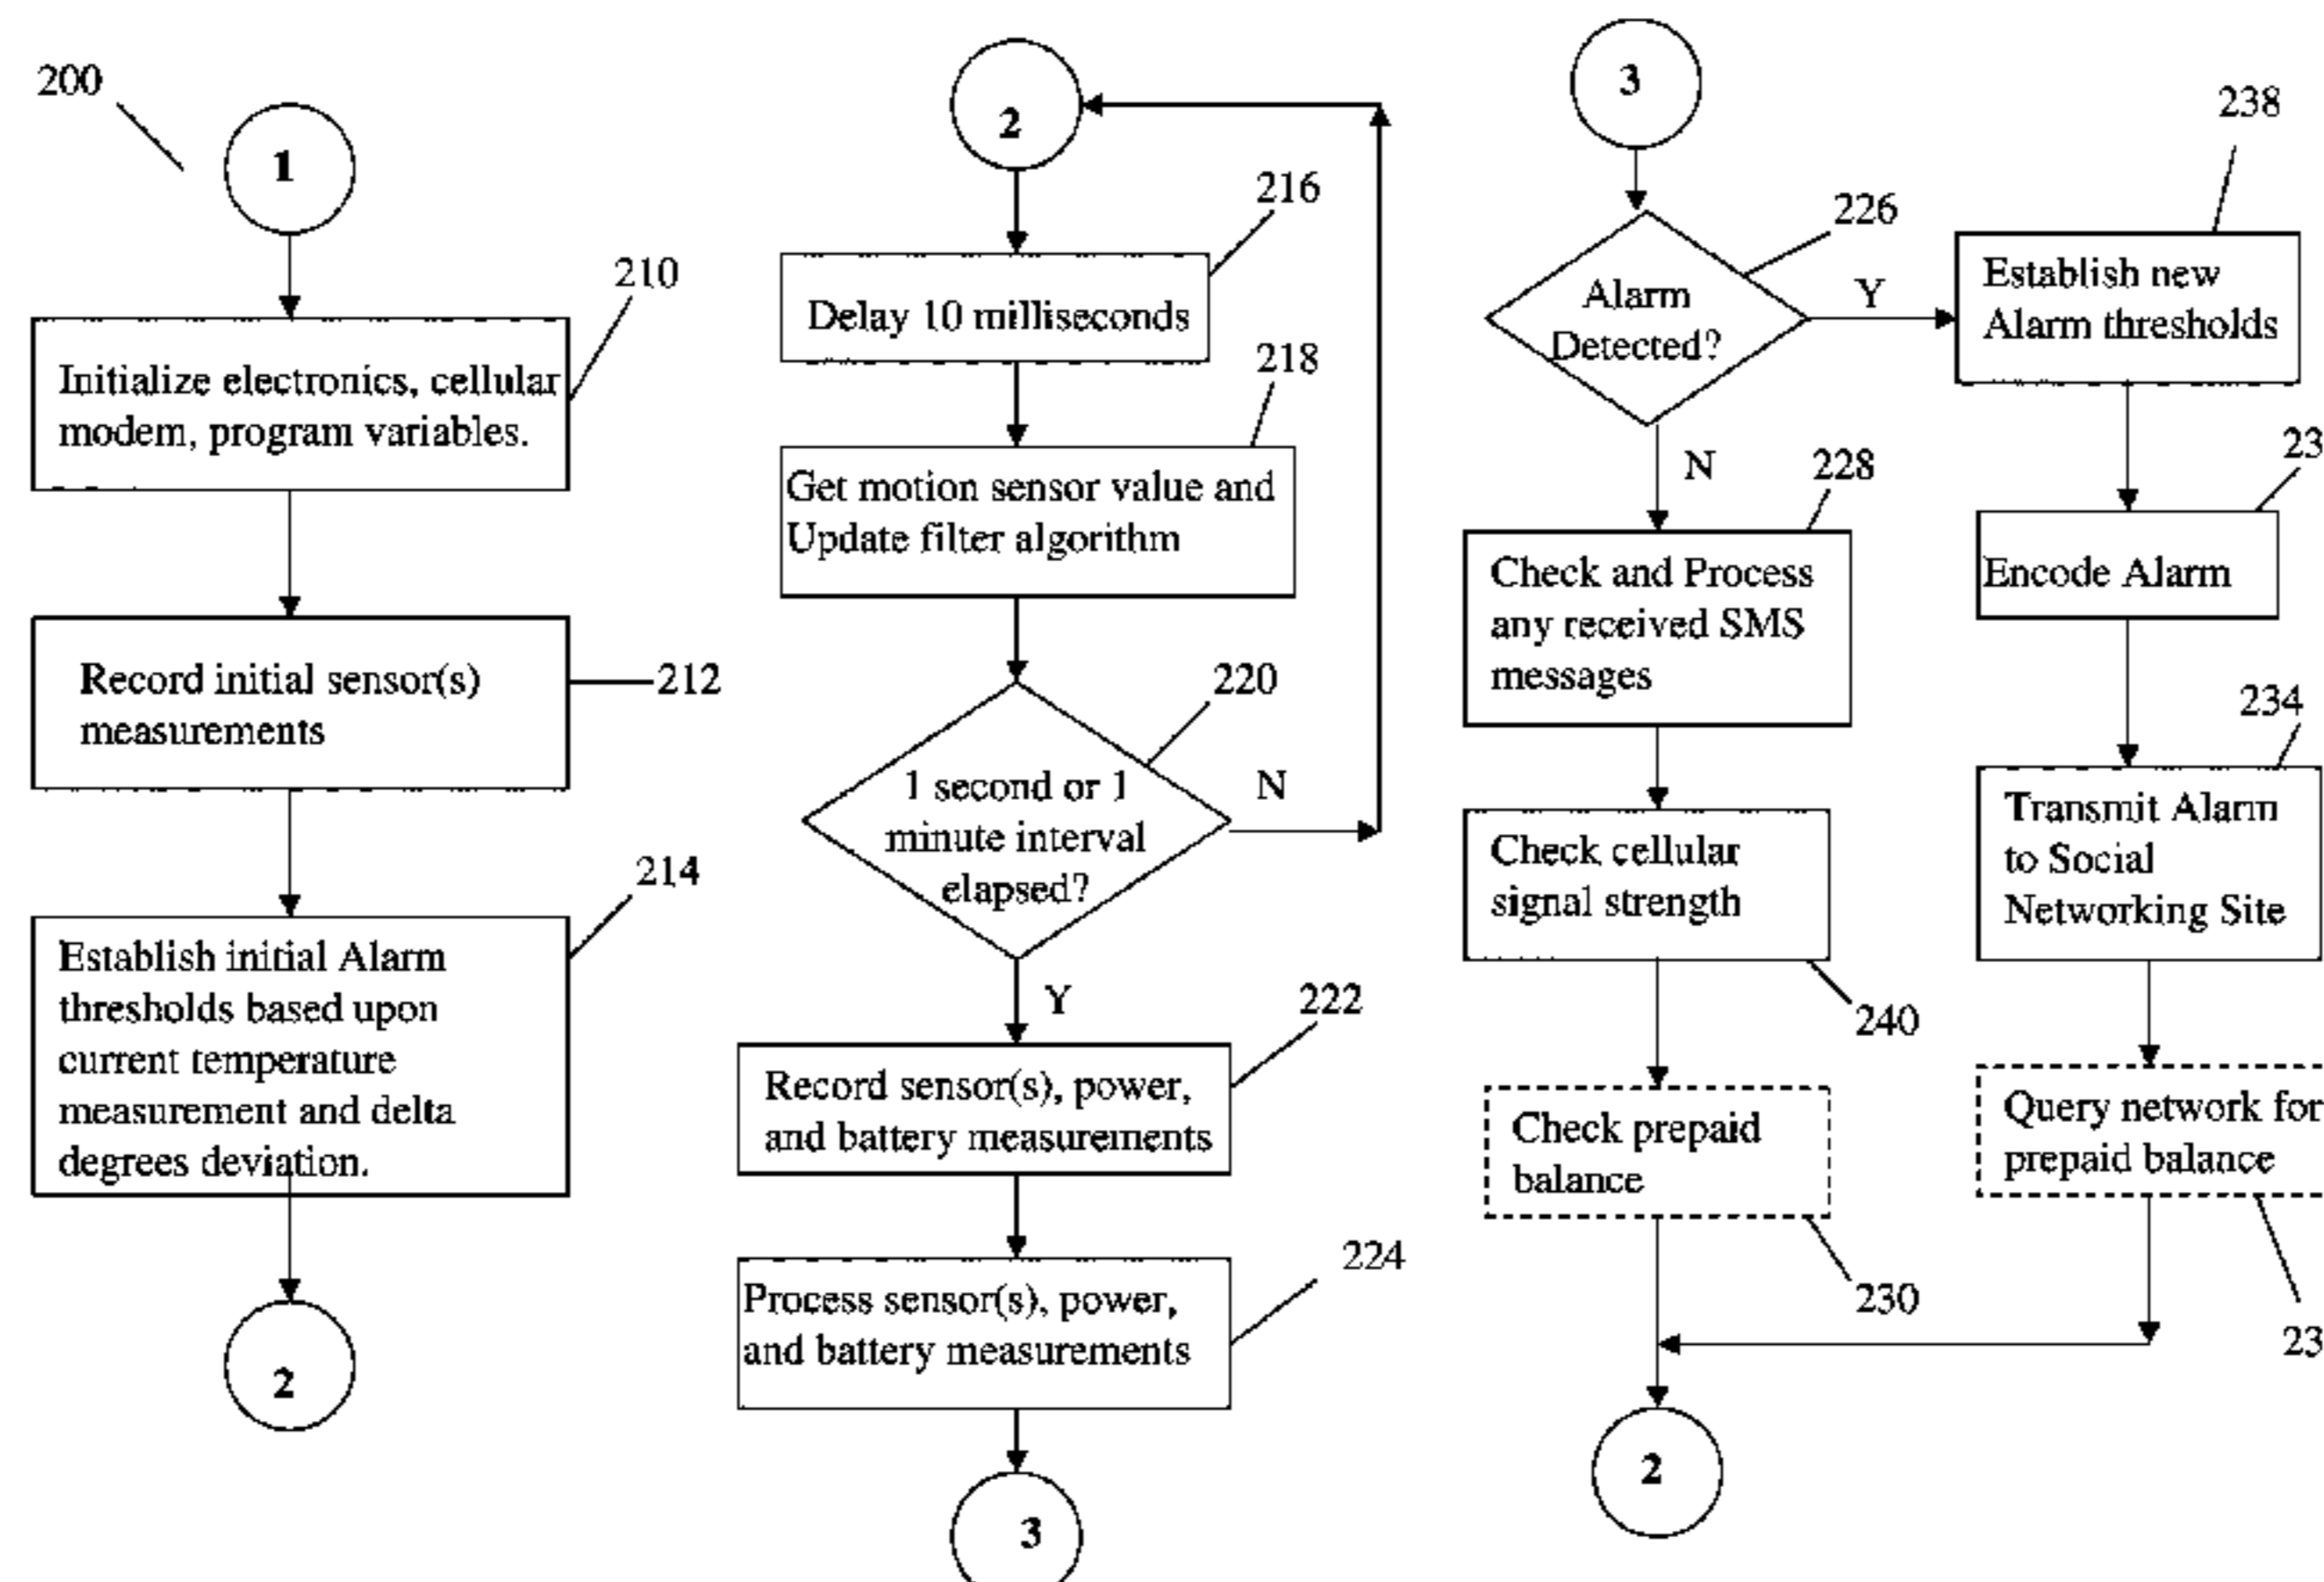 200
1
210
Initialize electronics, cellular
modem, program variables.
Record initial sensor(s)
measurements
212
214
Establish initial Alarm
thresholds based upon
current temperature
measurement and delta
degrees deviation.
2
2
216
Delay 10 milliseconds
218
Get motion sensor value and
Update filter algorithm
220
1 second or 1
minute interval
elapsed?
N
Y
222
Record sensor(s), power,
and battery measurements
224
Process sensor(s), power,
and battery measurements
3
3
226
Alarm
Detected?
Y
N
228
Check and Process
any received SMS
messages
Check cellular
signal strength
240
Check prepaid
balance
230
2
238
Establish new
Alarm thresholds
23
Encode Alarm
234
Transmit Alarm
to Social
Networking Site
Query network for
prepaid balance
23